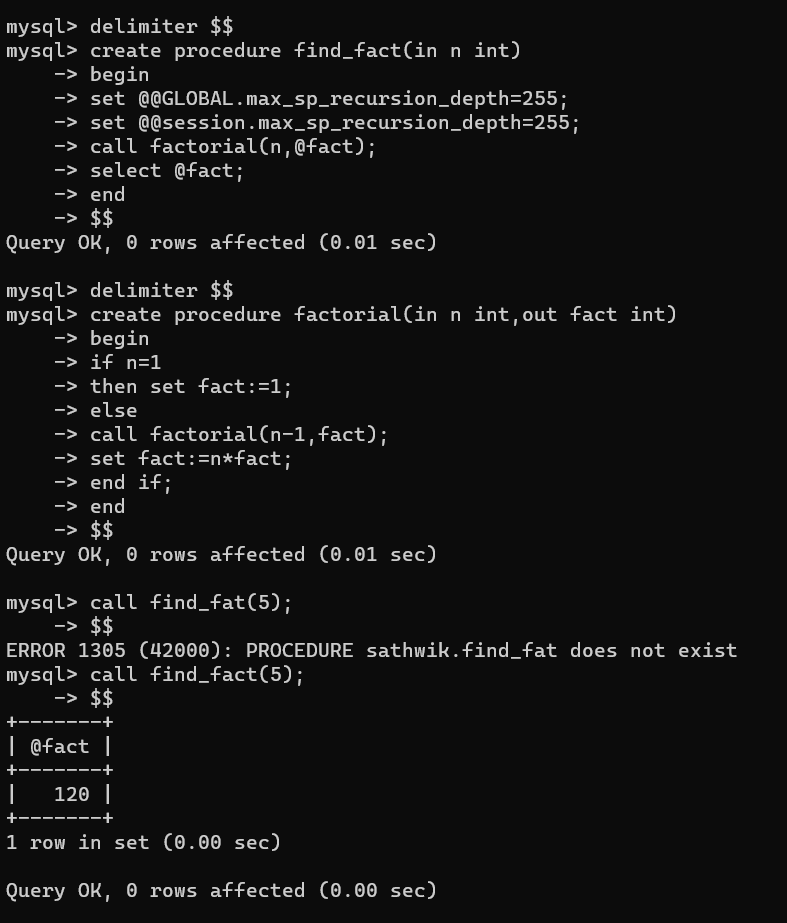 mysql> delimiter $$
mysql> create procedure find_fact(in n int)
    -> begin
    -> set @@GLOBAL.max_sp_recursion_depth=255;
    -> set @@session.max_sp_recursion_depth=255;
    -> call factorial(n,@fact);
    -> select @fact;
    -> end
    -> $$
Query OK, 0 rows affected (0.01 sec)

mysql> delimiter $$
mysql> create procedure factorial(in n int,out fact int)
    -> begin
    -> if n=1
    -> then set fact:=1;
    -> else
    -> call factorial(n-1,fact);
    -> set fact:=n*fact;
    -> end if;
    -> end
    -> $$
Query OK, 0 rows affected (0.01 sec)

mysql> call find_fat(5);
    -> $$
ERROR 1305 (42000): PROCEDURE sathwik.find_fat does not exist
mysql> call find_fact(5);
    -> $$
+-------+
| @fact |
+-------+
|   120 |
+-------+
1 row in set (0.00 sec)

Query OK, 0 rows affected (0.00 sec)